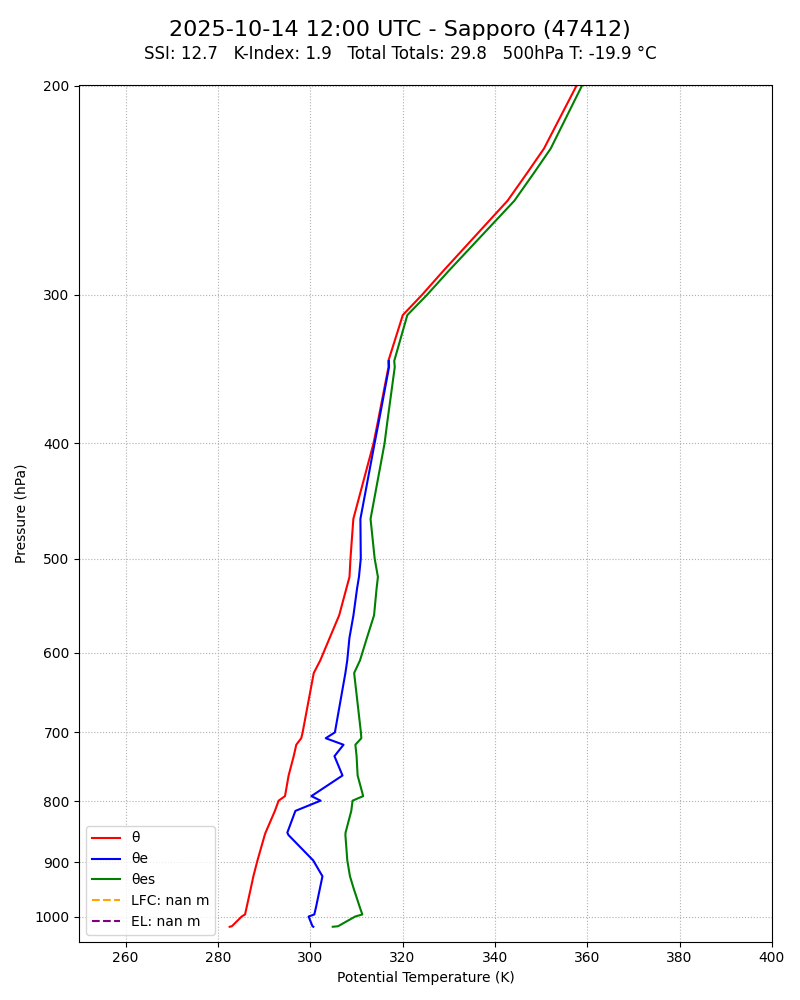 2025-10-14 12:00 UTC - Sapporo (47412)
SSI: 12.7   K-Index: 1.9   Total Totals: 29.8   500hPa T: -19.9 °C
200
300
400
500
600
700
800
900
1000
Pressure (hPa)
θ
θe
θes
LFC: nan m
EL: nan m
260 280 300 320 340 360 380 400
Potential Temperature (K)